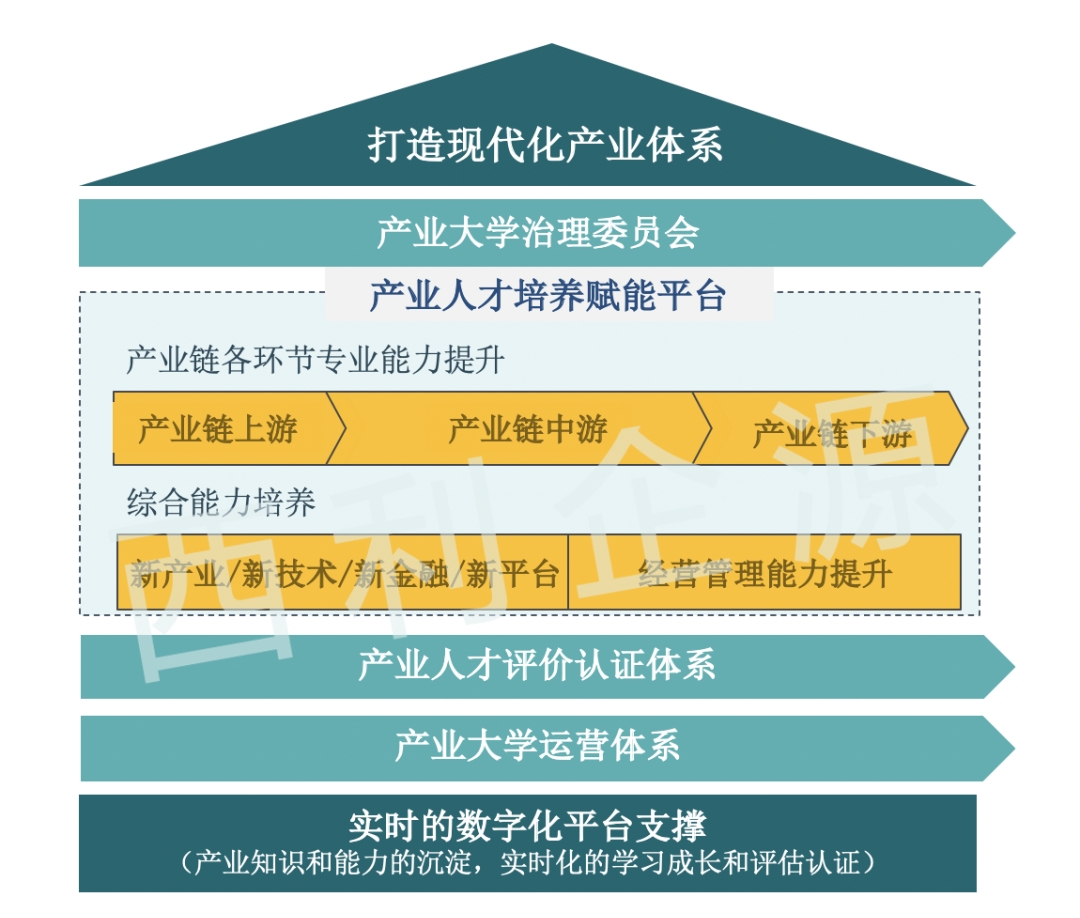 打造现代化产业体系
产业大学治理委员会
产业人才培养赋能平台
产业链各环节专业能力提升
产业链上游
产业链中游
产业链下游
综合能力培养
新产业/新技术/新金融/新平台
经营管理能力提升
西利企源
产业人才评价认证体系
产业大学运营体系
实时的数字化平台支撑
（产业知识和能力的沉淀，实时化的学习成长和评估认证）